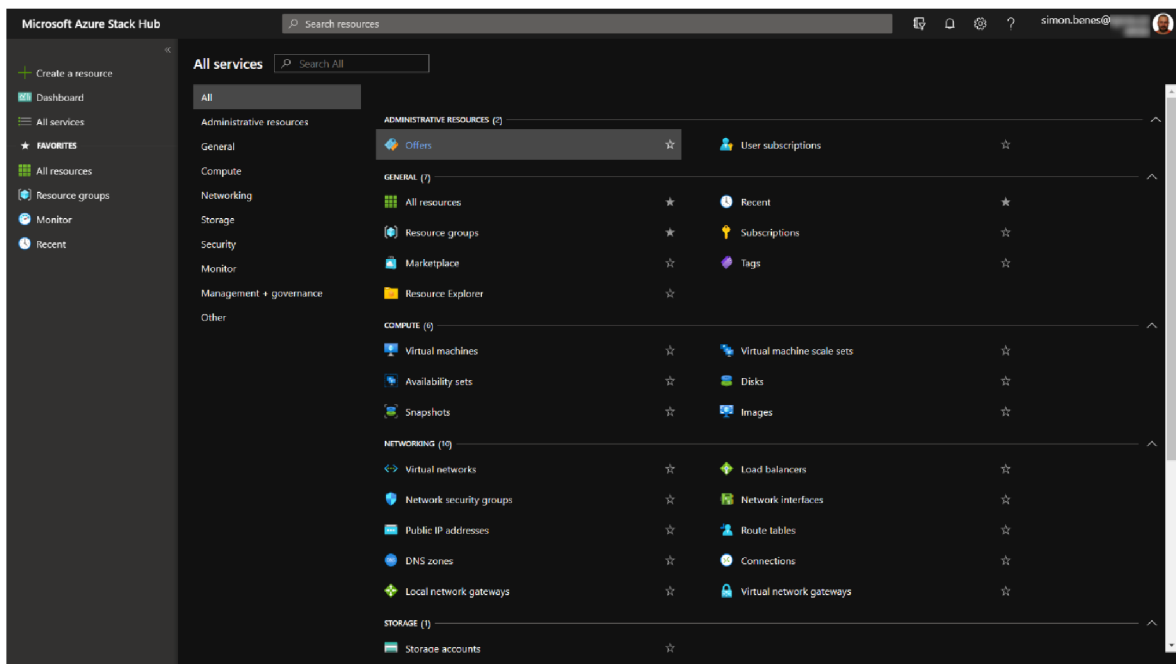 Microsoft Azure Stack Hub
Search resources
?
simon.benes@
«
Create a resource
Dashboard
All services
FAVORITES
All resources
Resource groups
Monitor
Recent
All services
Search All
All
Administrative resources
General
Compute
Networking
Storage
Security
Monitor
Management + governance
Other
ADMINISTRATIVE RESOURCES (2)
Offers
User subscriptions
GENERAL (7)
All resources
Recent
Resource groups
Subscriptions
Marketplace
Tags
Resource Explorer
COMPUTE (6)
Virtual machines
Virtual machine scale sets
Availability sets
Disks
Snapshots
Images
NETWORKING (10)
Virtual networks
Load balancers
Network security groups
Network interfaces
Public IP addresses
Route tables
DNS zones
Connections
Local network gateways
Virtual network gateways
STORAGE (1)
Storage accounts